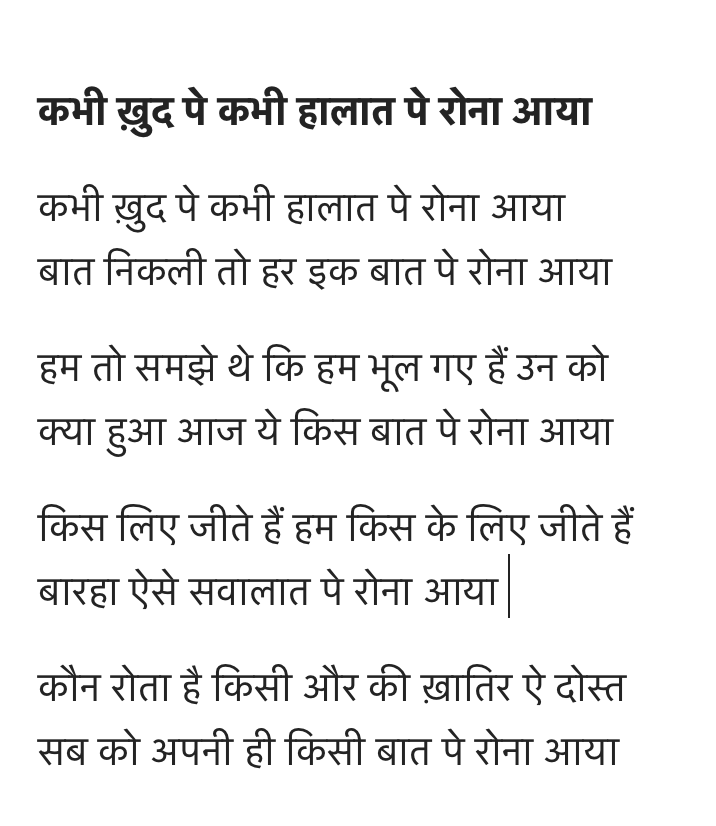 कभी ख़ुद पे कभी हालात पे रोना आया
कभी ख़ुद पे कभी हालात पे रोना आया
बात निकली तो हर इक बात पे रोना आया
हम तो समझे थे कि हम भूल गए हैं उन को
क्या हुआ आज ये किस बात पे रोना आया
किस लिए जीते हैं हम किस के लिए जीते हैं
बारहा ऐसे सवालात पे रोना आया
कौन रोता है किसी और की ख़ातिर ऐ दोस्त
सब को अपनी ही किसी बात पे रोना आया